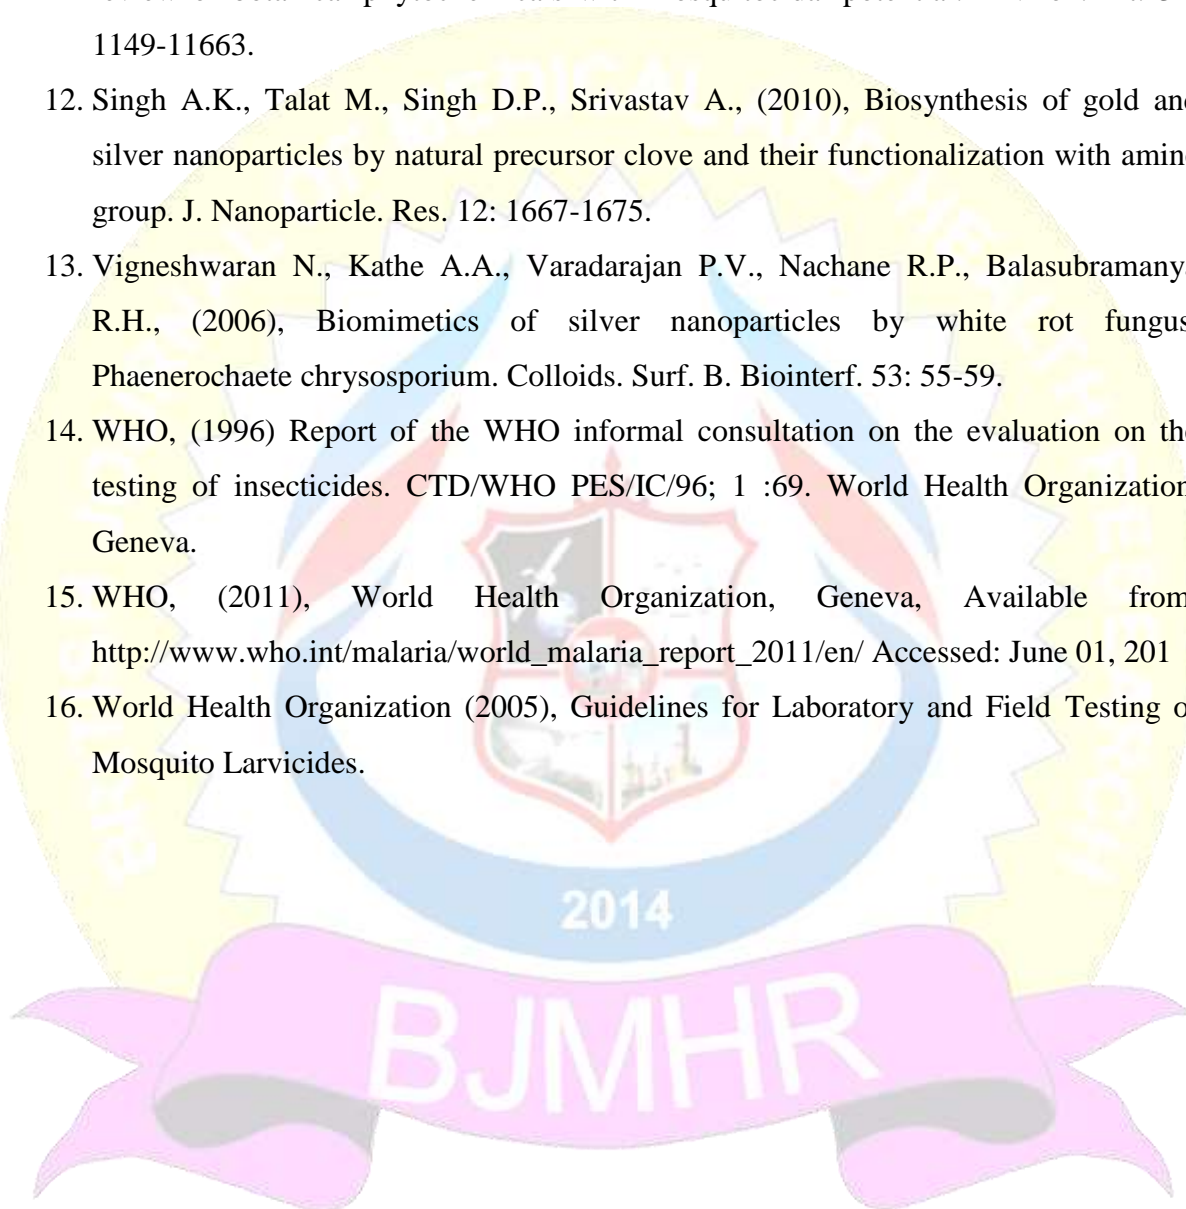 1149-11663.
12. Singh A.K., Talat M., Singh D.P., Srivastav A., (2010), Biosynthesis of gold an
silver nanoparticles by natural precursor clove and their functionalization with amin
group. J. Nanoparticle. Res. 12: 1667-1675.
13. Vigneshwaran N., Kathe A.A., Varadarajan P.V., Nachane R.P., Balasubramany
R.H., (2006), Biomimetics of silver nanoparticles by white rot fungus
Phaenerochaete chrysosporium. Colloids. Surf. B. Biointerf. 53: 55-59.
14. WHO, (1996) Report of the WHO informal consultation on the evaluation on the
testing of insecticides. CTD/WHO PES/IC/96; 1 :69. World Health Organization
Geneva.
15. WHO, (2011), World Health Organization, Geneva, Available from
http://www.who.int/malaria/world_malaria_report_2011/en/ Accessed: June 01, 201
16. World Health Organization (2005), Guidelines for Laboratory and Field Testing o
Mosquito Larvicides.
2014
BJMHR